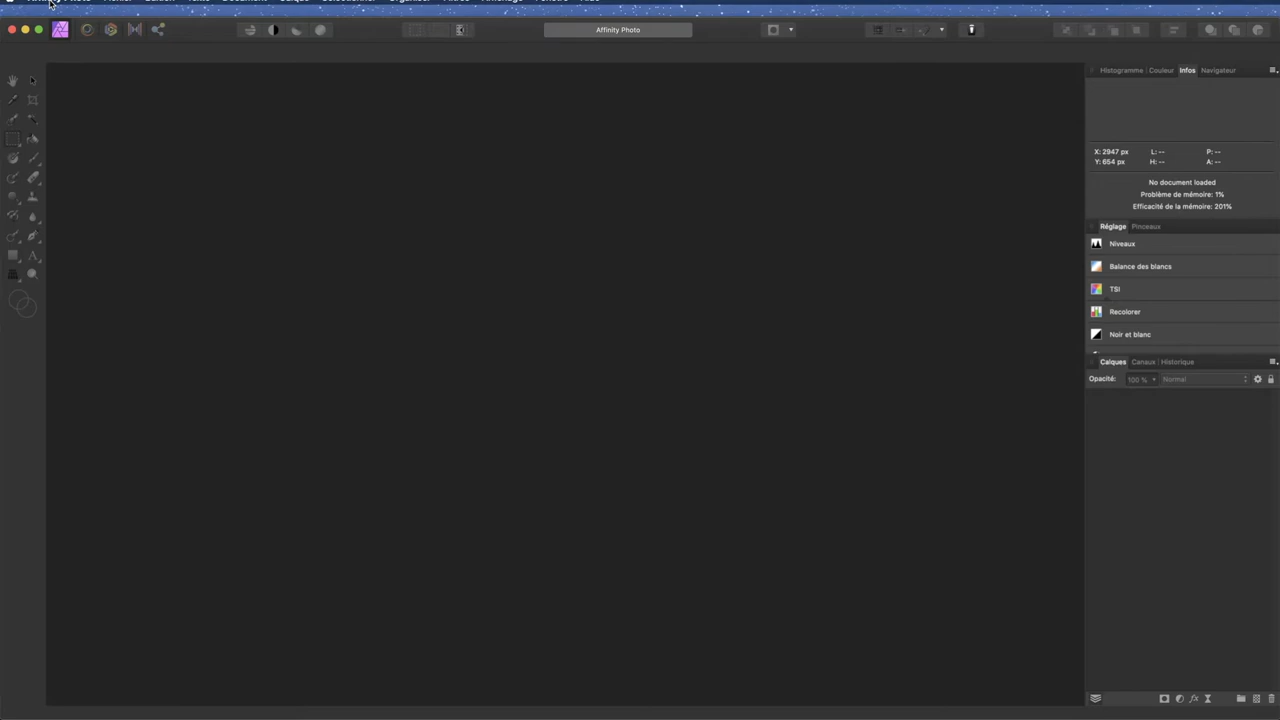 Affinity Photo
Histogramme Couleur Infos Navigateur
X: 2947 px L: -- P: --
Y: 654 px H: -- A: --
No document loaded
Problème de mémoire: 1%
Efficacité de la mémoire: 201%
Réglage Pinceaux
Niveaux
Balance des blancs
TSI
Recolorer
Noir et blanc
Calques Canaux Historique
Opacité: 100 % Normal